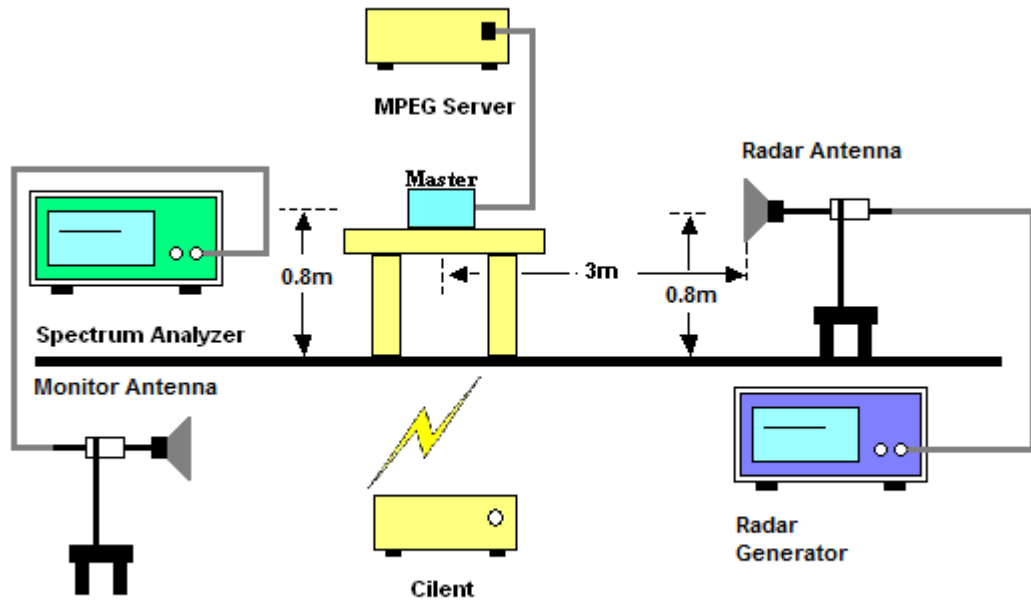 MPEG Server
Radar Antenna
Master
0.8m
3m
0.8m
Spectrum Analyzer
Monitor Antenna
Radar
Generator
Cilent